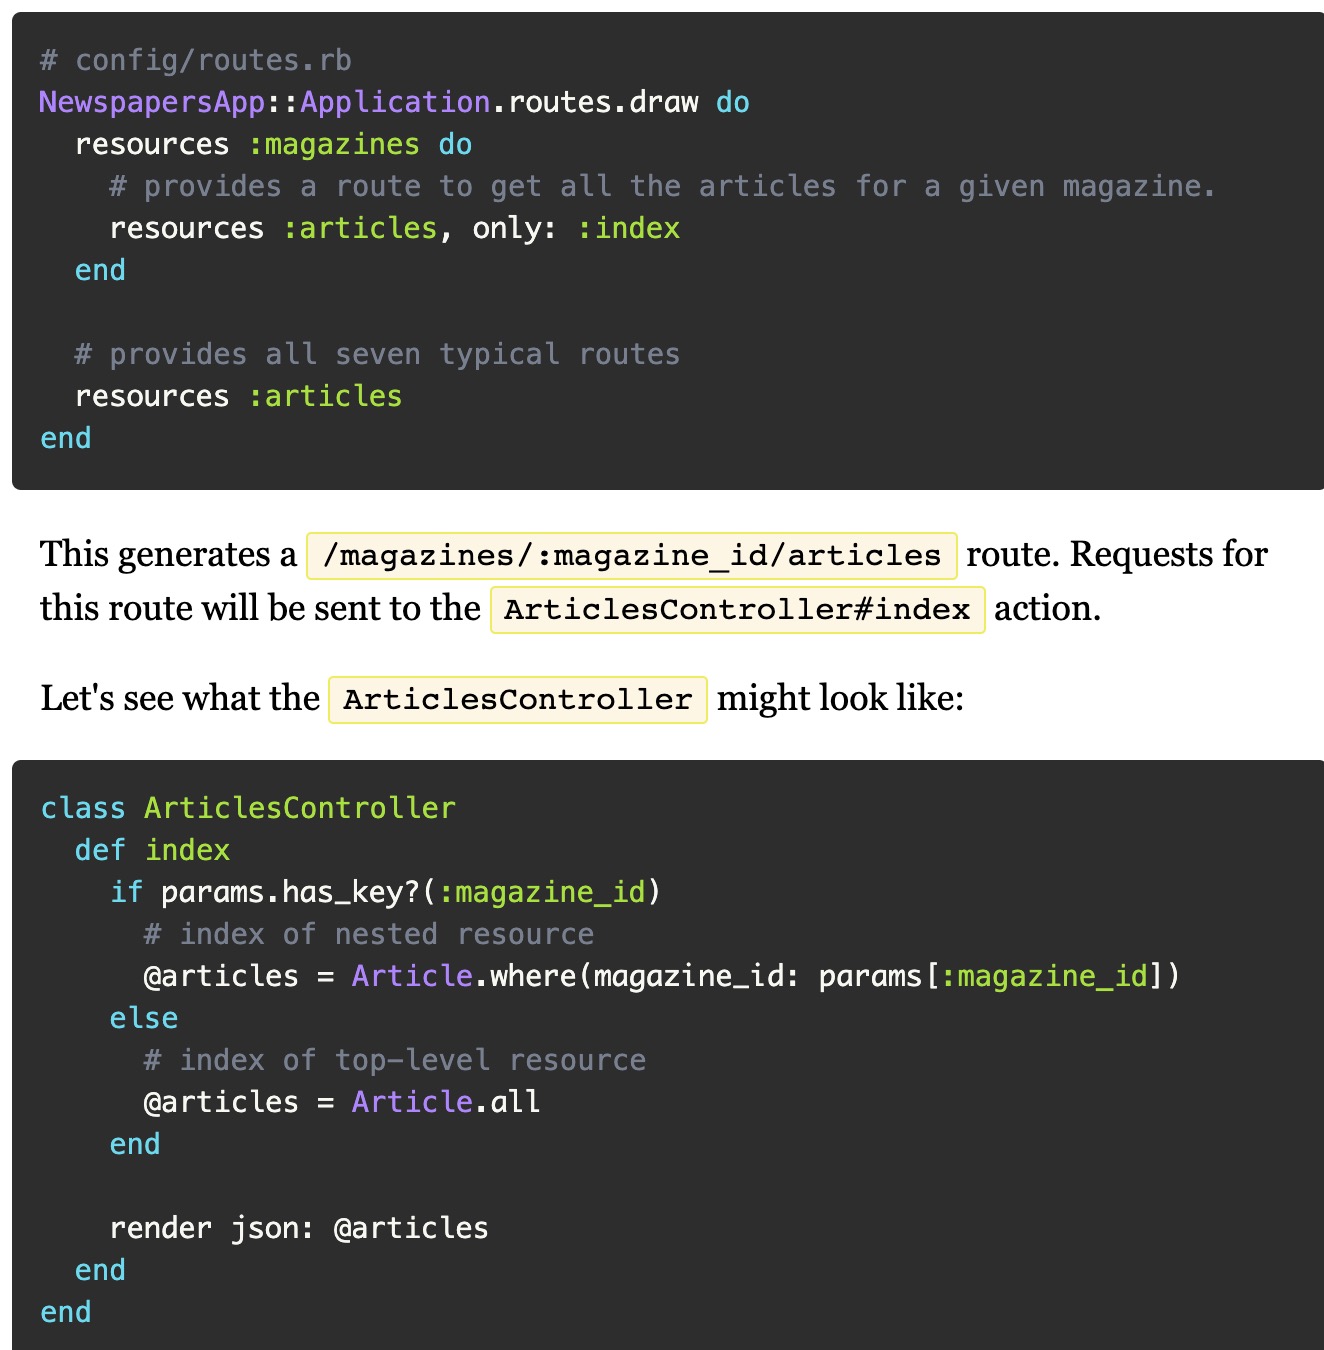 # config/routes.rb
NewspapersApp::Application.routes.draw do
  resources :magazines do
    # provides a route to get all the articles for a given magazine.
    resources :articles, only: :index
  end

  # provides all seven typical routes
  resources :articles
end

This generates a /magazines/:magazine_id/articles route. Requests for
this route will be sent to the ArticlesController#index action.

Let's see what the ArticlesController might look like:

class ArticlesController
  def index
    if params.has_key?(:magazine_id)
      # index of nested resource
      @articles = Article.where(magazine_id: params[:magazine_id])
    else
      # index of top-level resource
      @articles = Article.all
    end

    render json: @articles
  end
end